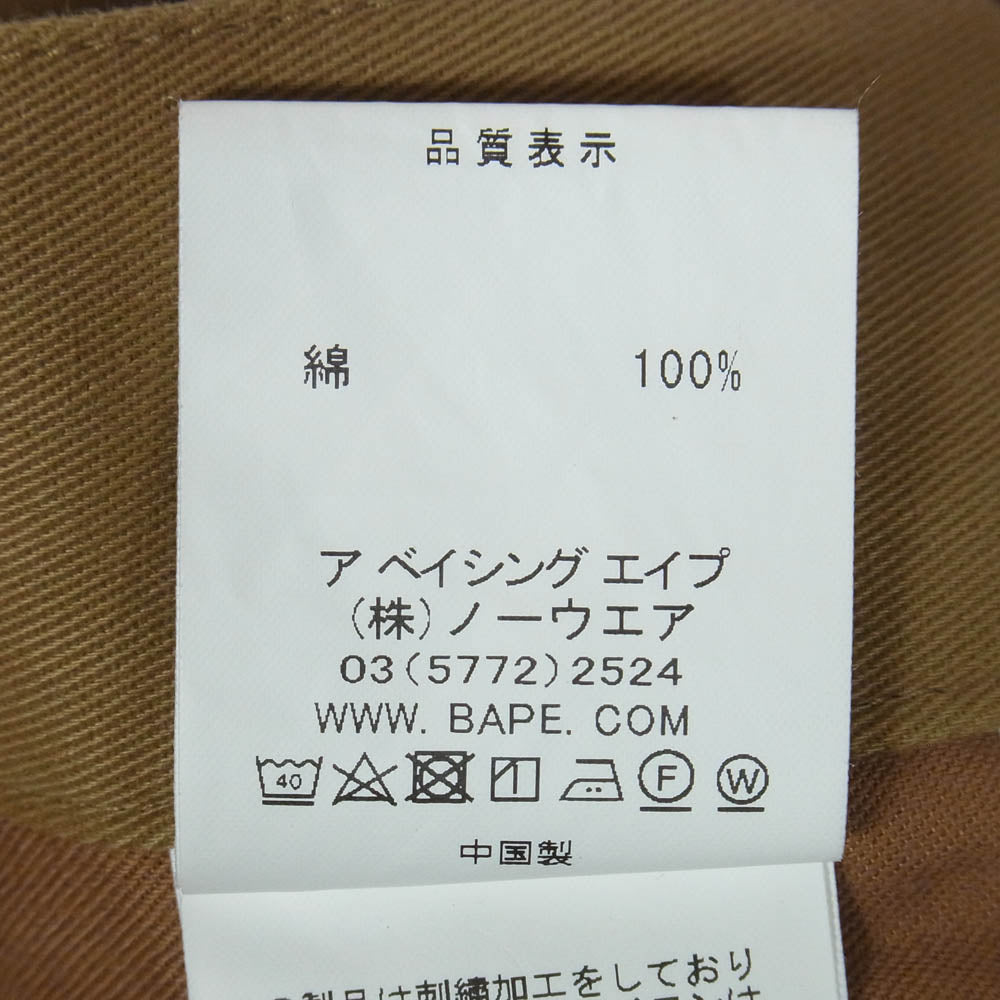 品質表示
綿 100%
ア ベイシング エイプ
(株)ノーウエア
03(5772)2524
WWW. BAPE. COM
40 F W
中国製
製品は刺繍加工をしており